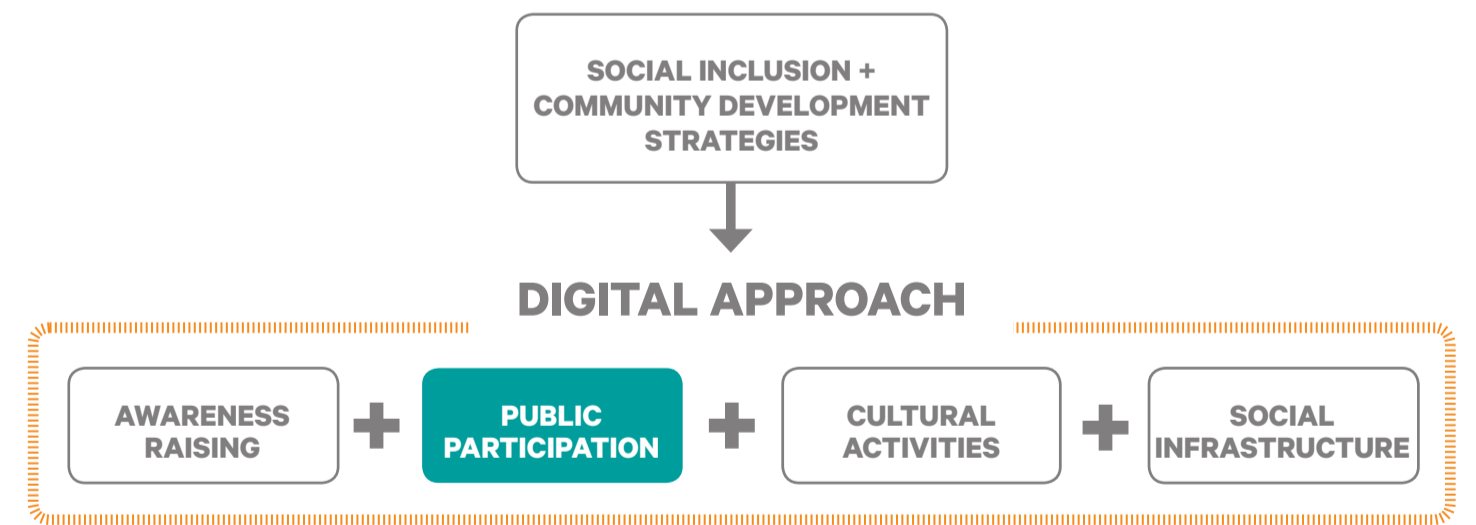 SOCIAL INCLUSION +
COMMUNITY DEVELOPMENT
STRATEGIES
DIGITAL APPROACH
AWARENESS
RAISING
+
PUBLIC
PARTICIPATION
+
CULTURAL
ACTIVITIES
+
SOCIAL
INFRASTRUCTURE